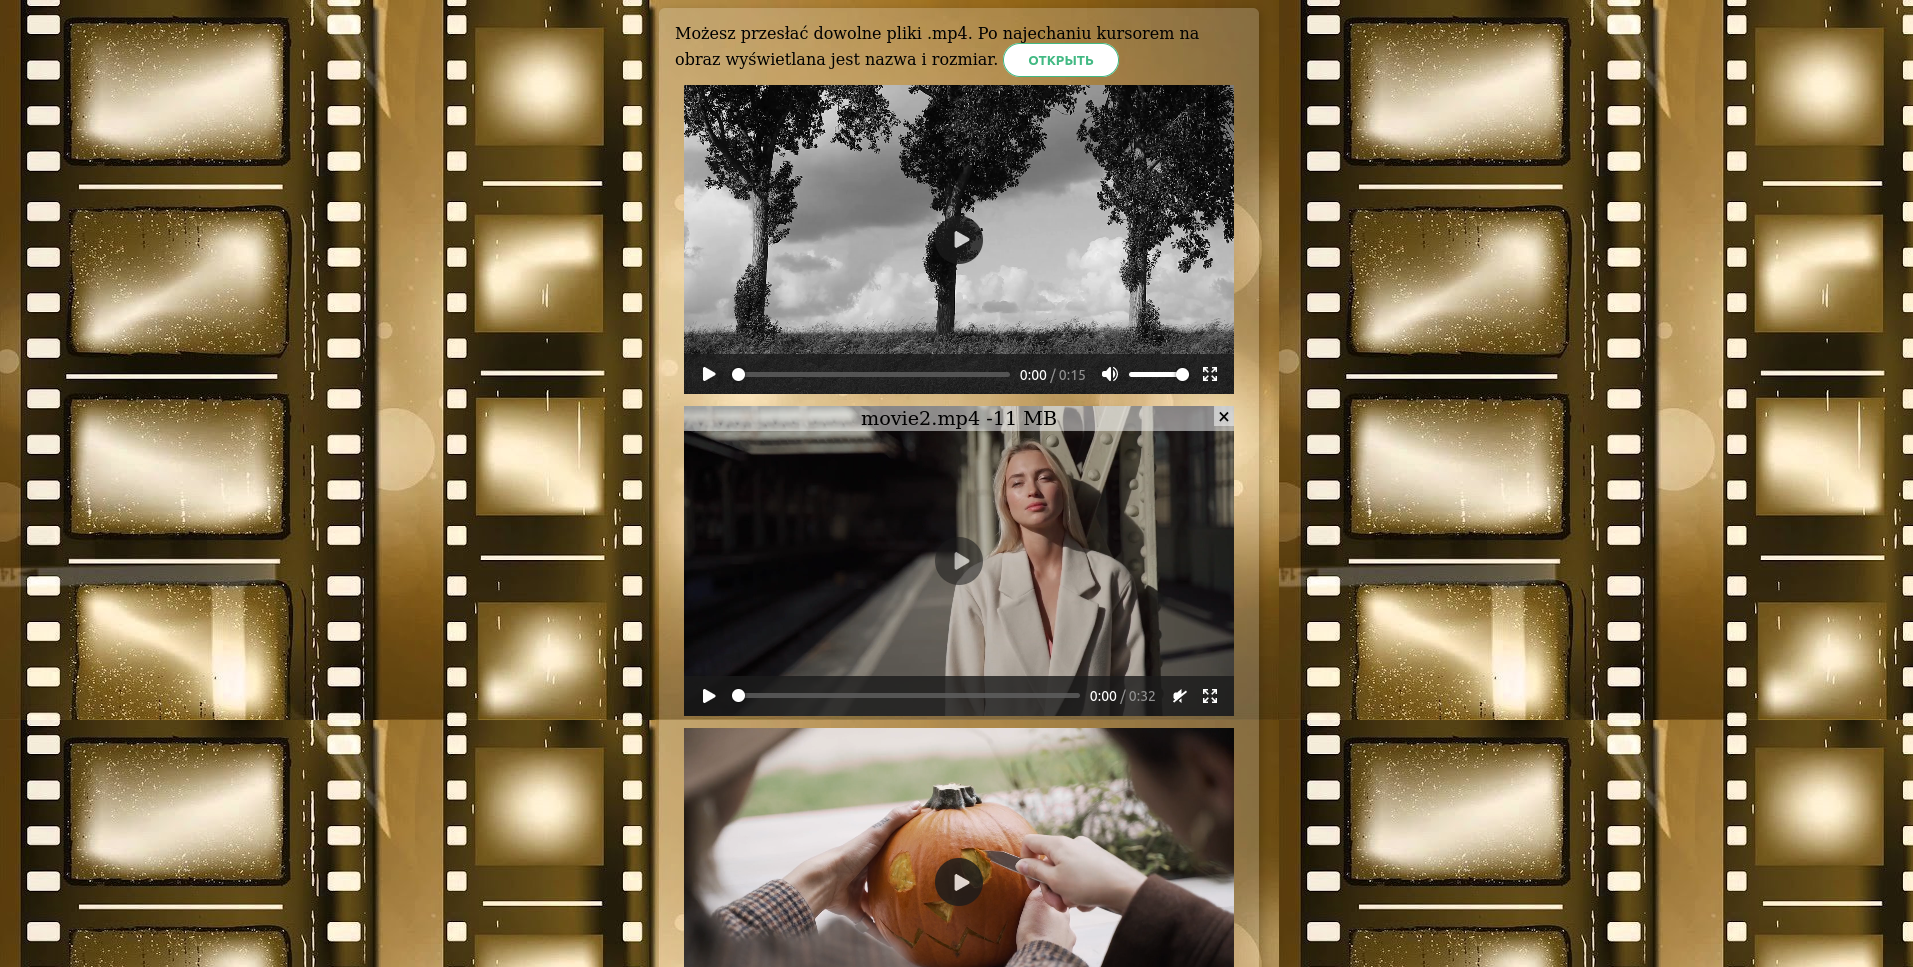 Możesz przesłać dowolne pliki .mp4. Po najechaniu kursorem na
obraz wyświetlana jest nazwa i rozmiar. ОТКРЫТЬ
0:00 / 0:15
movie2.mp4 -11 MB ×
0:00 / 0:32